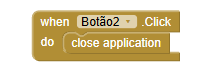 when Botão2 .Click
do close application